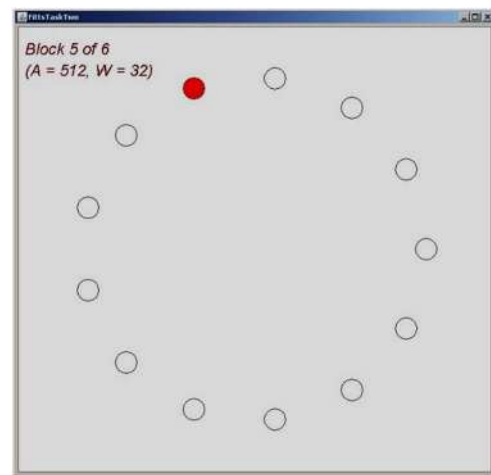 FittsTaskTwo
Block 5 of 6
(A = 512, W = 32)